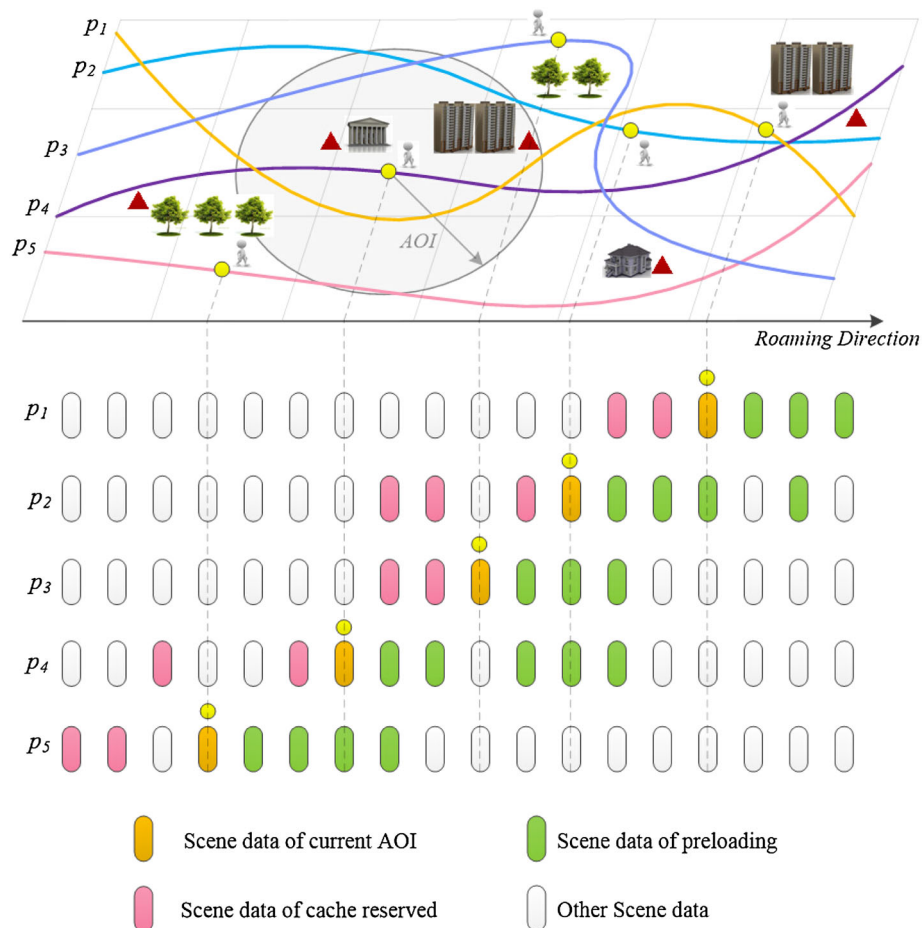 p1
p2
p3
p4
p5
AOI
Roaming Direction
p1
p2
p3
p4
p5
Scene data of current AOI
Scene data of preloading
Scene data of cache reserved
Other Scene data